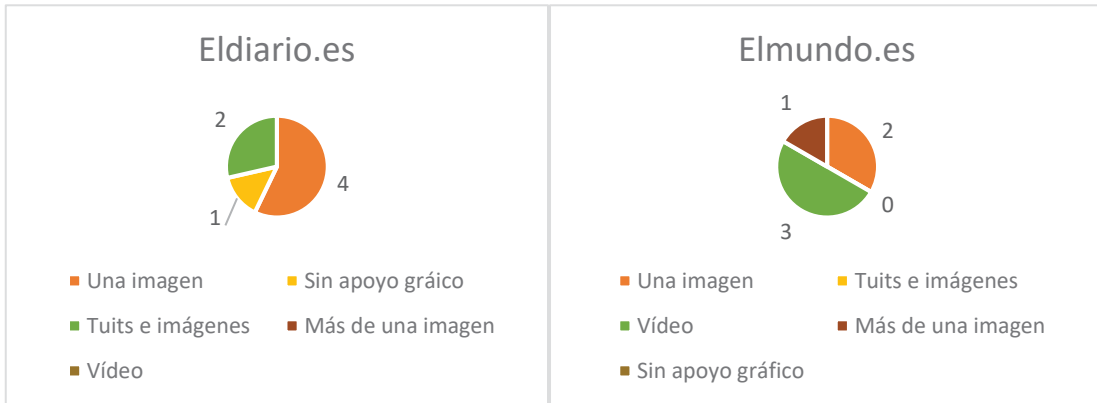 Eldiario.es
2
4
1
Una imagen
Sin apoyo gráico
Tuits e imágenes
Más de una imagen
Vídeo
Elmundo.es
1
2
0
3
Una imagen
Tuits e imágenes
Vídeo
Más de una imagen
Sin apoyo gráfico